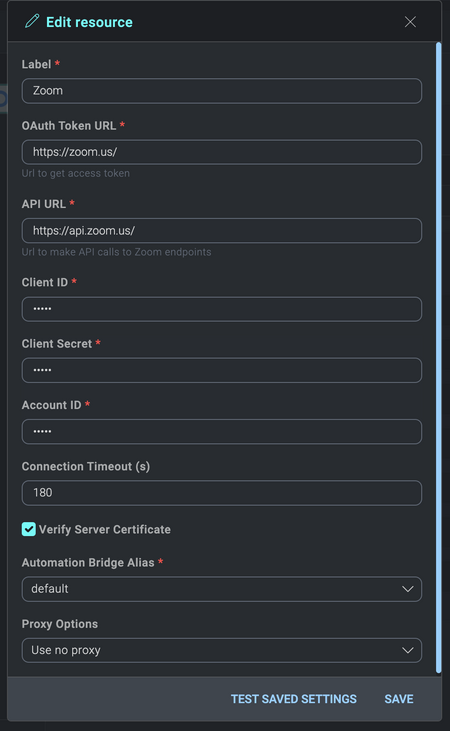 Edit resource
Label *
Zoom
OAuth Token URL *
https://zoom.us/
Url to get access token
API URL *
https://api.zoom.us/
Url to make API calls to Zoom endpoints
Client ID *
•••••
Client Secret *
•••••
Account ID *
•••••
Connection Timeout (s)
180
Verify Server Certificate
Automation Bridge Alias *
default
Proxy Options
Use no proxy
TEST SAVED SETTINGS SAVE